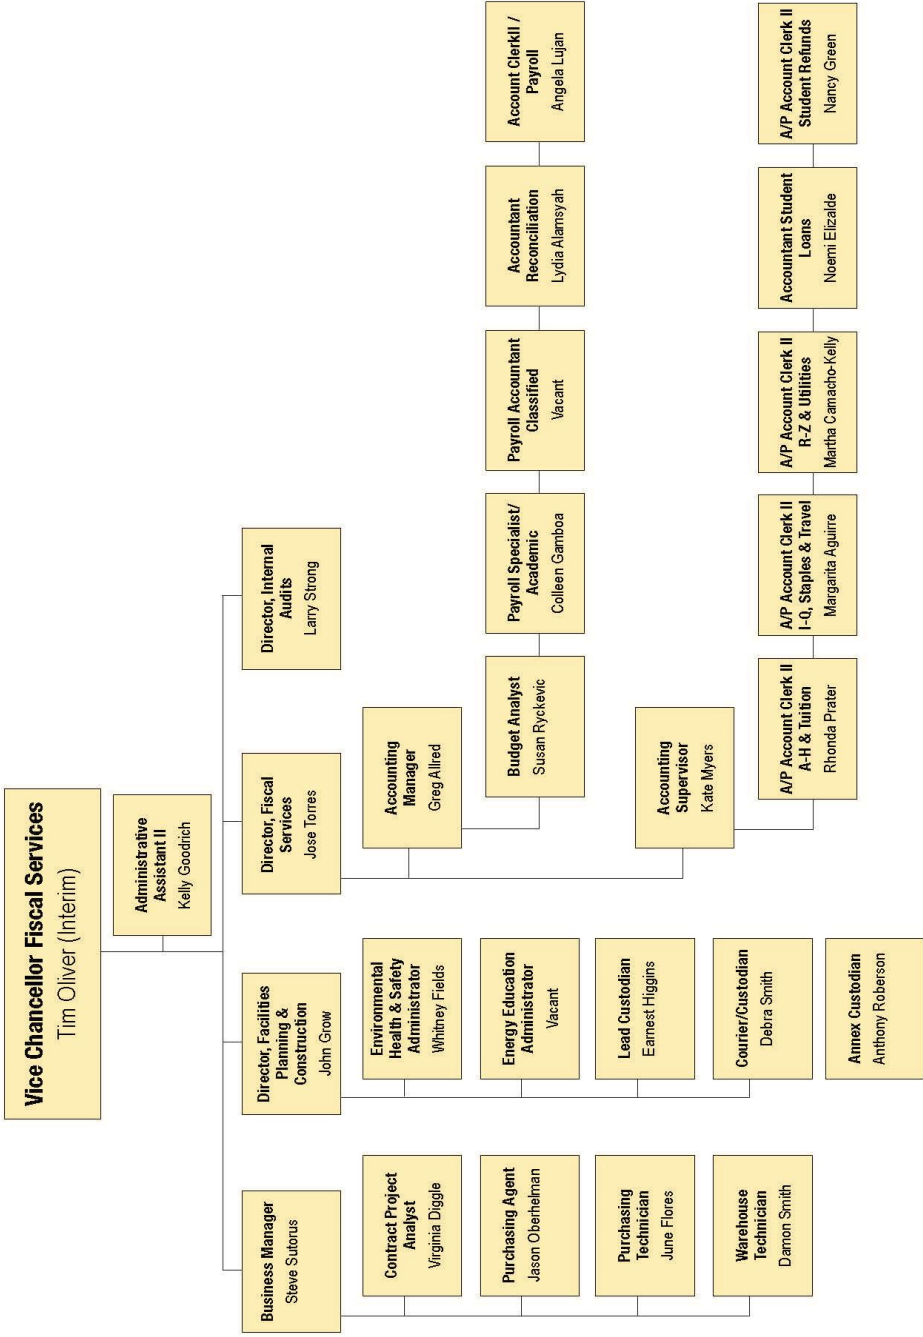 Vice Chancellor Fiscal Services
Tim Oliver (Interim)
Administrative
Assistant II
Kelly Goodrich
Business Manager
Steve Sutorus
Director, Facilities
Planning &
Construction
John Grow
Director, Fiscal
Services
Jose Torres
Director, Internal
Audits
Larry Strong
Contract Project
Analyst
Virginia Diggle
Purchasing Agent
Jason Oberhelman
Purchasing
Technician
June Flores
Warehouse
Technician
Damon Smith
Environmental
Health & Safety
Administrator
Whitney Fields
Energy Education
Administrator
Vacant
Lead Custodian
Earnest Higgins
Courier/Custodian
Debra Smith
Annex Custodian
Anthony Roberson
Accounting
Manager
Greg Allred
Budget Analyst
Susan Ryckevic
Payroll Specialist/
Academic
Colleen Gamboa
Payroll Accountant
Classified
Vacant
Accountant
Reconciliation
Lydia Alamsyah
Account ClerkII /
Payroll
Angela Lujan
Accounting
Supervisor
Kate Myers
A/P Account Clerk II
A-H & Tuition
Rhonda Prater
A/P Account Clerk II
I-Q, Staples & Travel
Margarita Aguirre
A/P Account Clerk II
R-Z & Utilities
Martha Camacho-Kelly
Accountant Student
Loans
Noemi Elizalde
A/P Account Clerk II
Student Refunds
Nancy Green